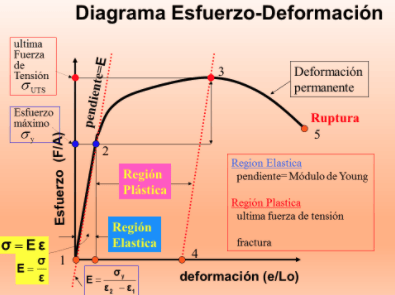 Diagrama Esfuerzo-Deformación
ultima
Fuerza
de
Tensión
σUTS
pendiente=E
3
Deformación
permanente
Esfuerzo
máximo
σy
Ruptura
5
2
Esfuerzo (F/A)
Región
Plástica
Region Elastica
pendiente=Módulo de Young
Region Plastica
ultima fuerza de tensión
fractura
Región
Elastica
σ = E ε
E = σ
ε
1
4
deformación (e/Lo)
E = σy
ε2 - ε1